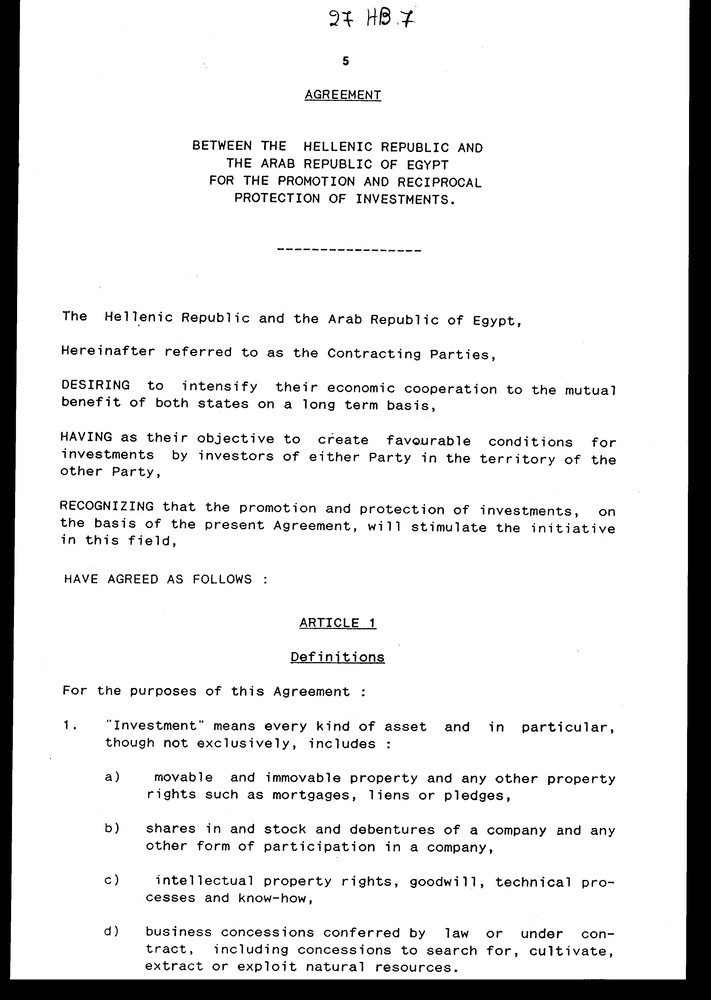 27 HB.7
5
AGREEMENT
BETWEEN THE HELLENIC REPUBLIC AND
THE ARAB REPUBLIC OF EGYPT
FOR THE PROMOTION AND RECIPROCAL
PROTECTION OF INVESTMENTS.
-----------------
The Hellenic Republic and the Arab Republic of Egypt,
Hereinafter referred to as the Contracting Parties,
DESIRING to intensify their economic cooperation to the mutual
benefit of both states on a long term basis,
HAVING as their objective to create favourable conditions for
investments by investors of either Party in the territory of the
other Party,
RECOGNIZING that the promotion and protection of investments, on
the basis of the present Agreement, will stimulate the initiative
in this field,
HAVE AGREED AS FOLLOWS :
ARTICLE 1
Definitions
For the purposes of this Agreement :
1. "Investment" means every kind of asset and in particular,
though not exclusively, includes :
a) movable and immovable property and any other property
rights such as mortgages, liens or pledges,
b) shares in and stock and debentures of a company and any
other form of participation in a company,
c) intellectual property rights, goodwill, technical pro-
cesses and know-how,
d) business concessions conferred by law or under con-
tract, including concessions to search for, cultivate,
extract or exploit natural resources.